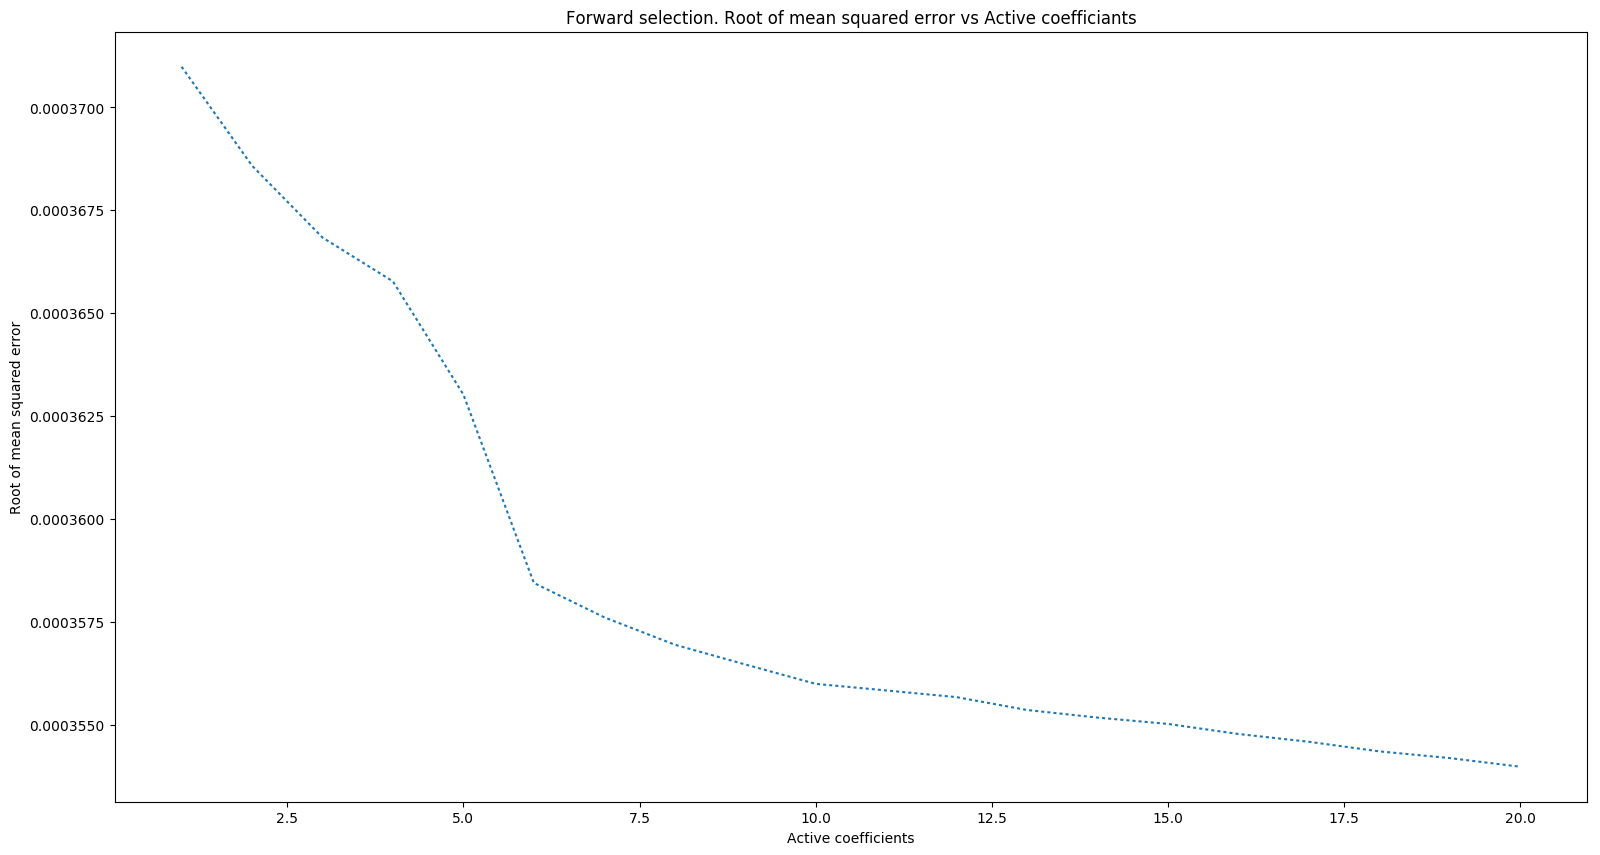 Forward selection. Root of mean squared error vs Active coefficiants
0.0003700
0.0003675
0.0003650
0.0003625
0.0003600
0.0003575
0.0003550
Root of mean squared error
2.5 5.0 7.5 10.0 12.5 15.0 17.5 20.0
Active coefficients